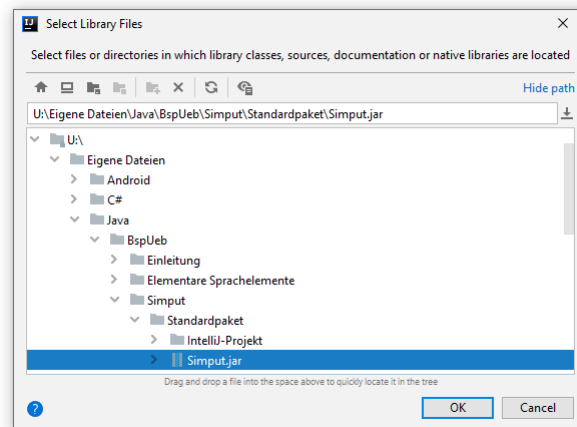 IJ Select Library Files
Select files or directories in which library classes, sources, documentation or native libraries are located
Hide path
U:\Eigene Dateien\Java\BspUeb\Simput\Standardpaket\Simput.jar
U:\
Eigene Dateien
Android
C#
Java
BspUeb
Einleitung
Elementare Sprachelemente
Simput
Standardpaket
IntelliJ-Projekt
Simput.jar
Drag and drop a file into the space above to quickly locate it in the tree
? OK Cancel